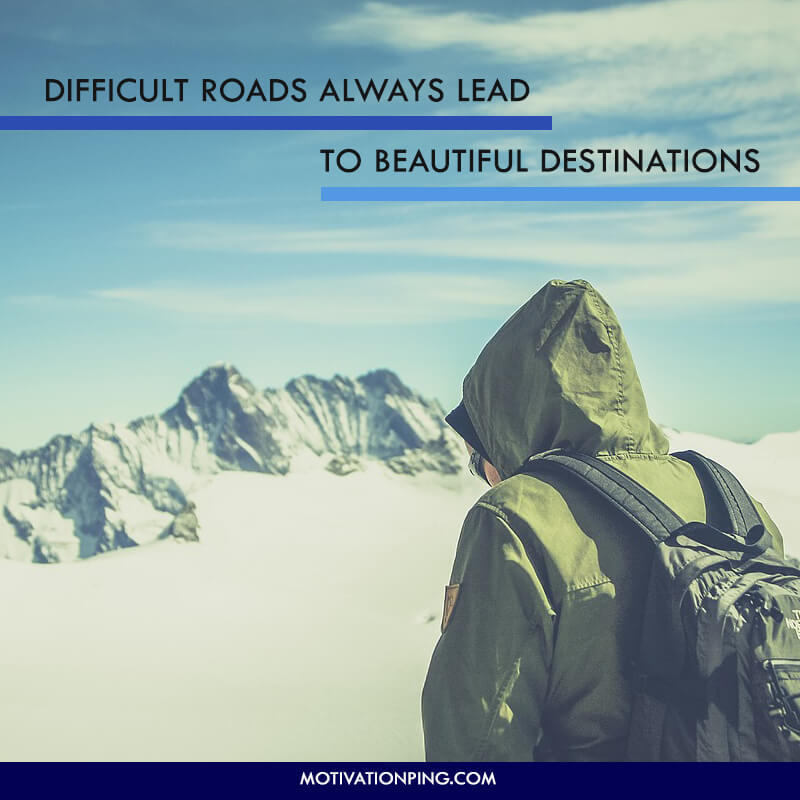 DIFFICULT ROADS ALWAYS LEAD
TO BEAUTIFUL DESTINATIONS
MOTIVATIONPING.COM